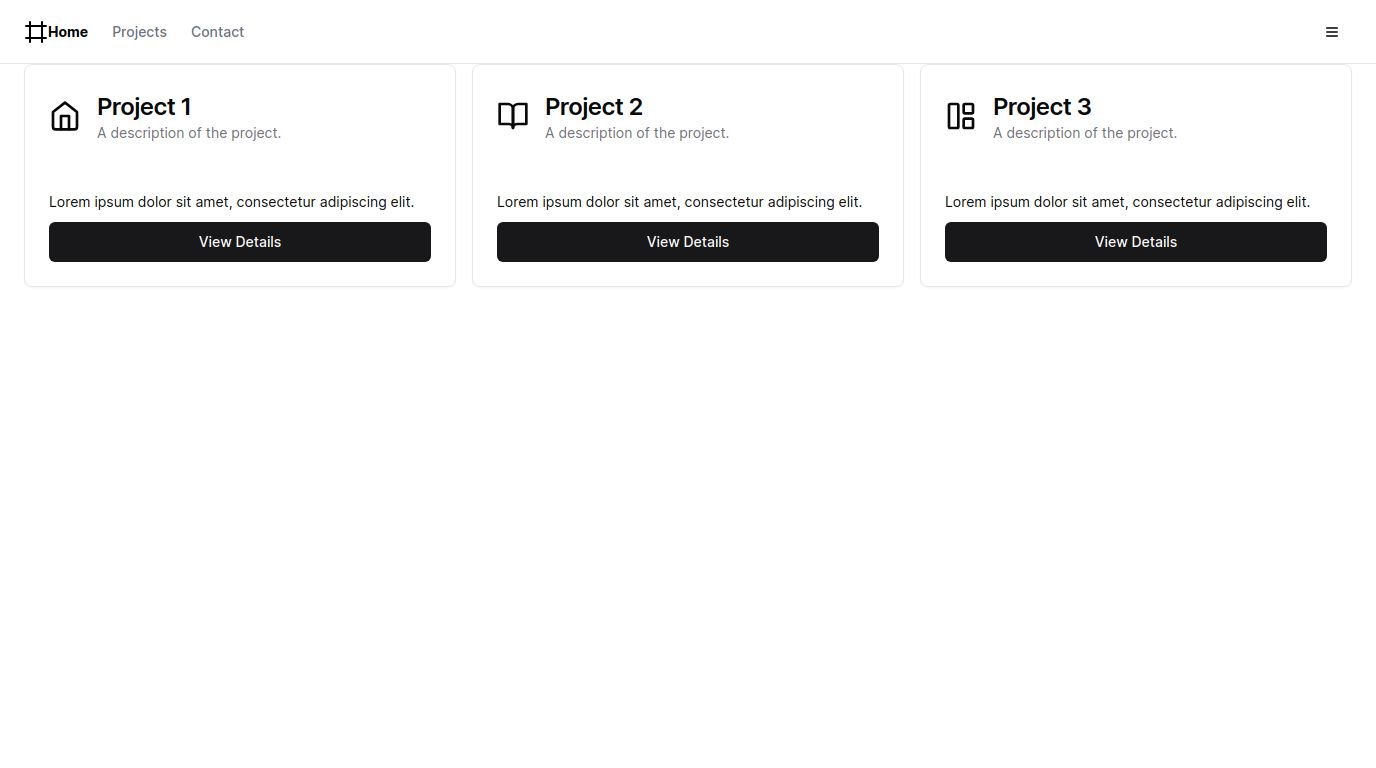 Home Projects Contact
Project 1
A description of the project.
Lorem ipsum dolor sit amet, consectetur adipiscing elit.
View Details
Project 2
A description of the project.
Lorem ipsum dolor sit amet, consectetur adipiscing elit.
View Details
Project 3
A description of the project.
Lorem ipsum dolor sit amet, consectetur adipiscing elit.
View Details